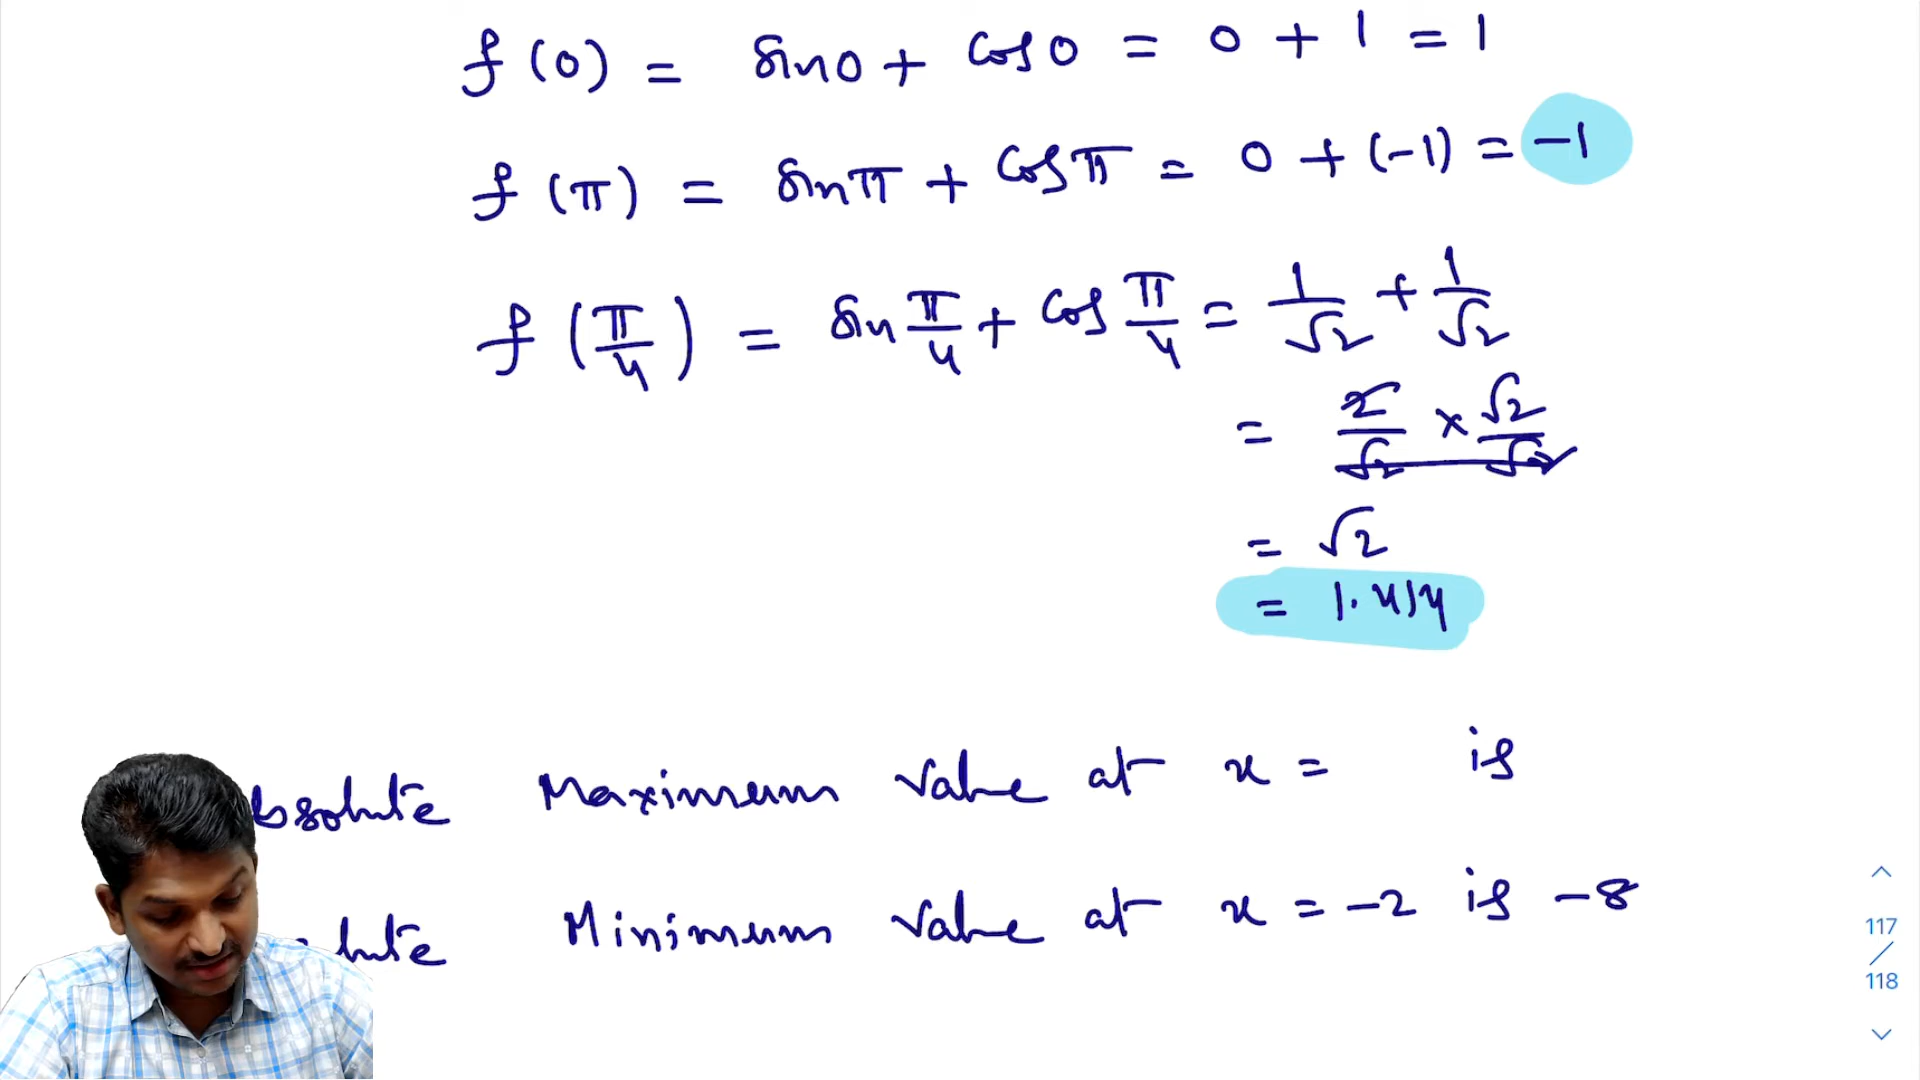 f(0) = sin0 + cos0 = 0 + 1 = 1
f(π) = sinπ + cosπ = 0 + (-1) = -1
f(π/4) = sin π/4 + cos π/4 = 1/√2 + 1/√2
= 2/√2 × √2/√2
= √2
= 1.414
bsolute Maximum value at x = is
lute Minimum value at x = -2 is -8
117
/
118